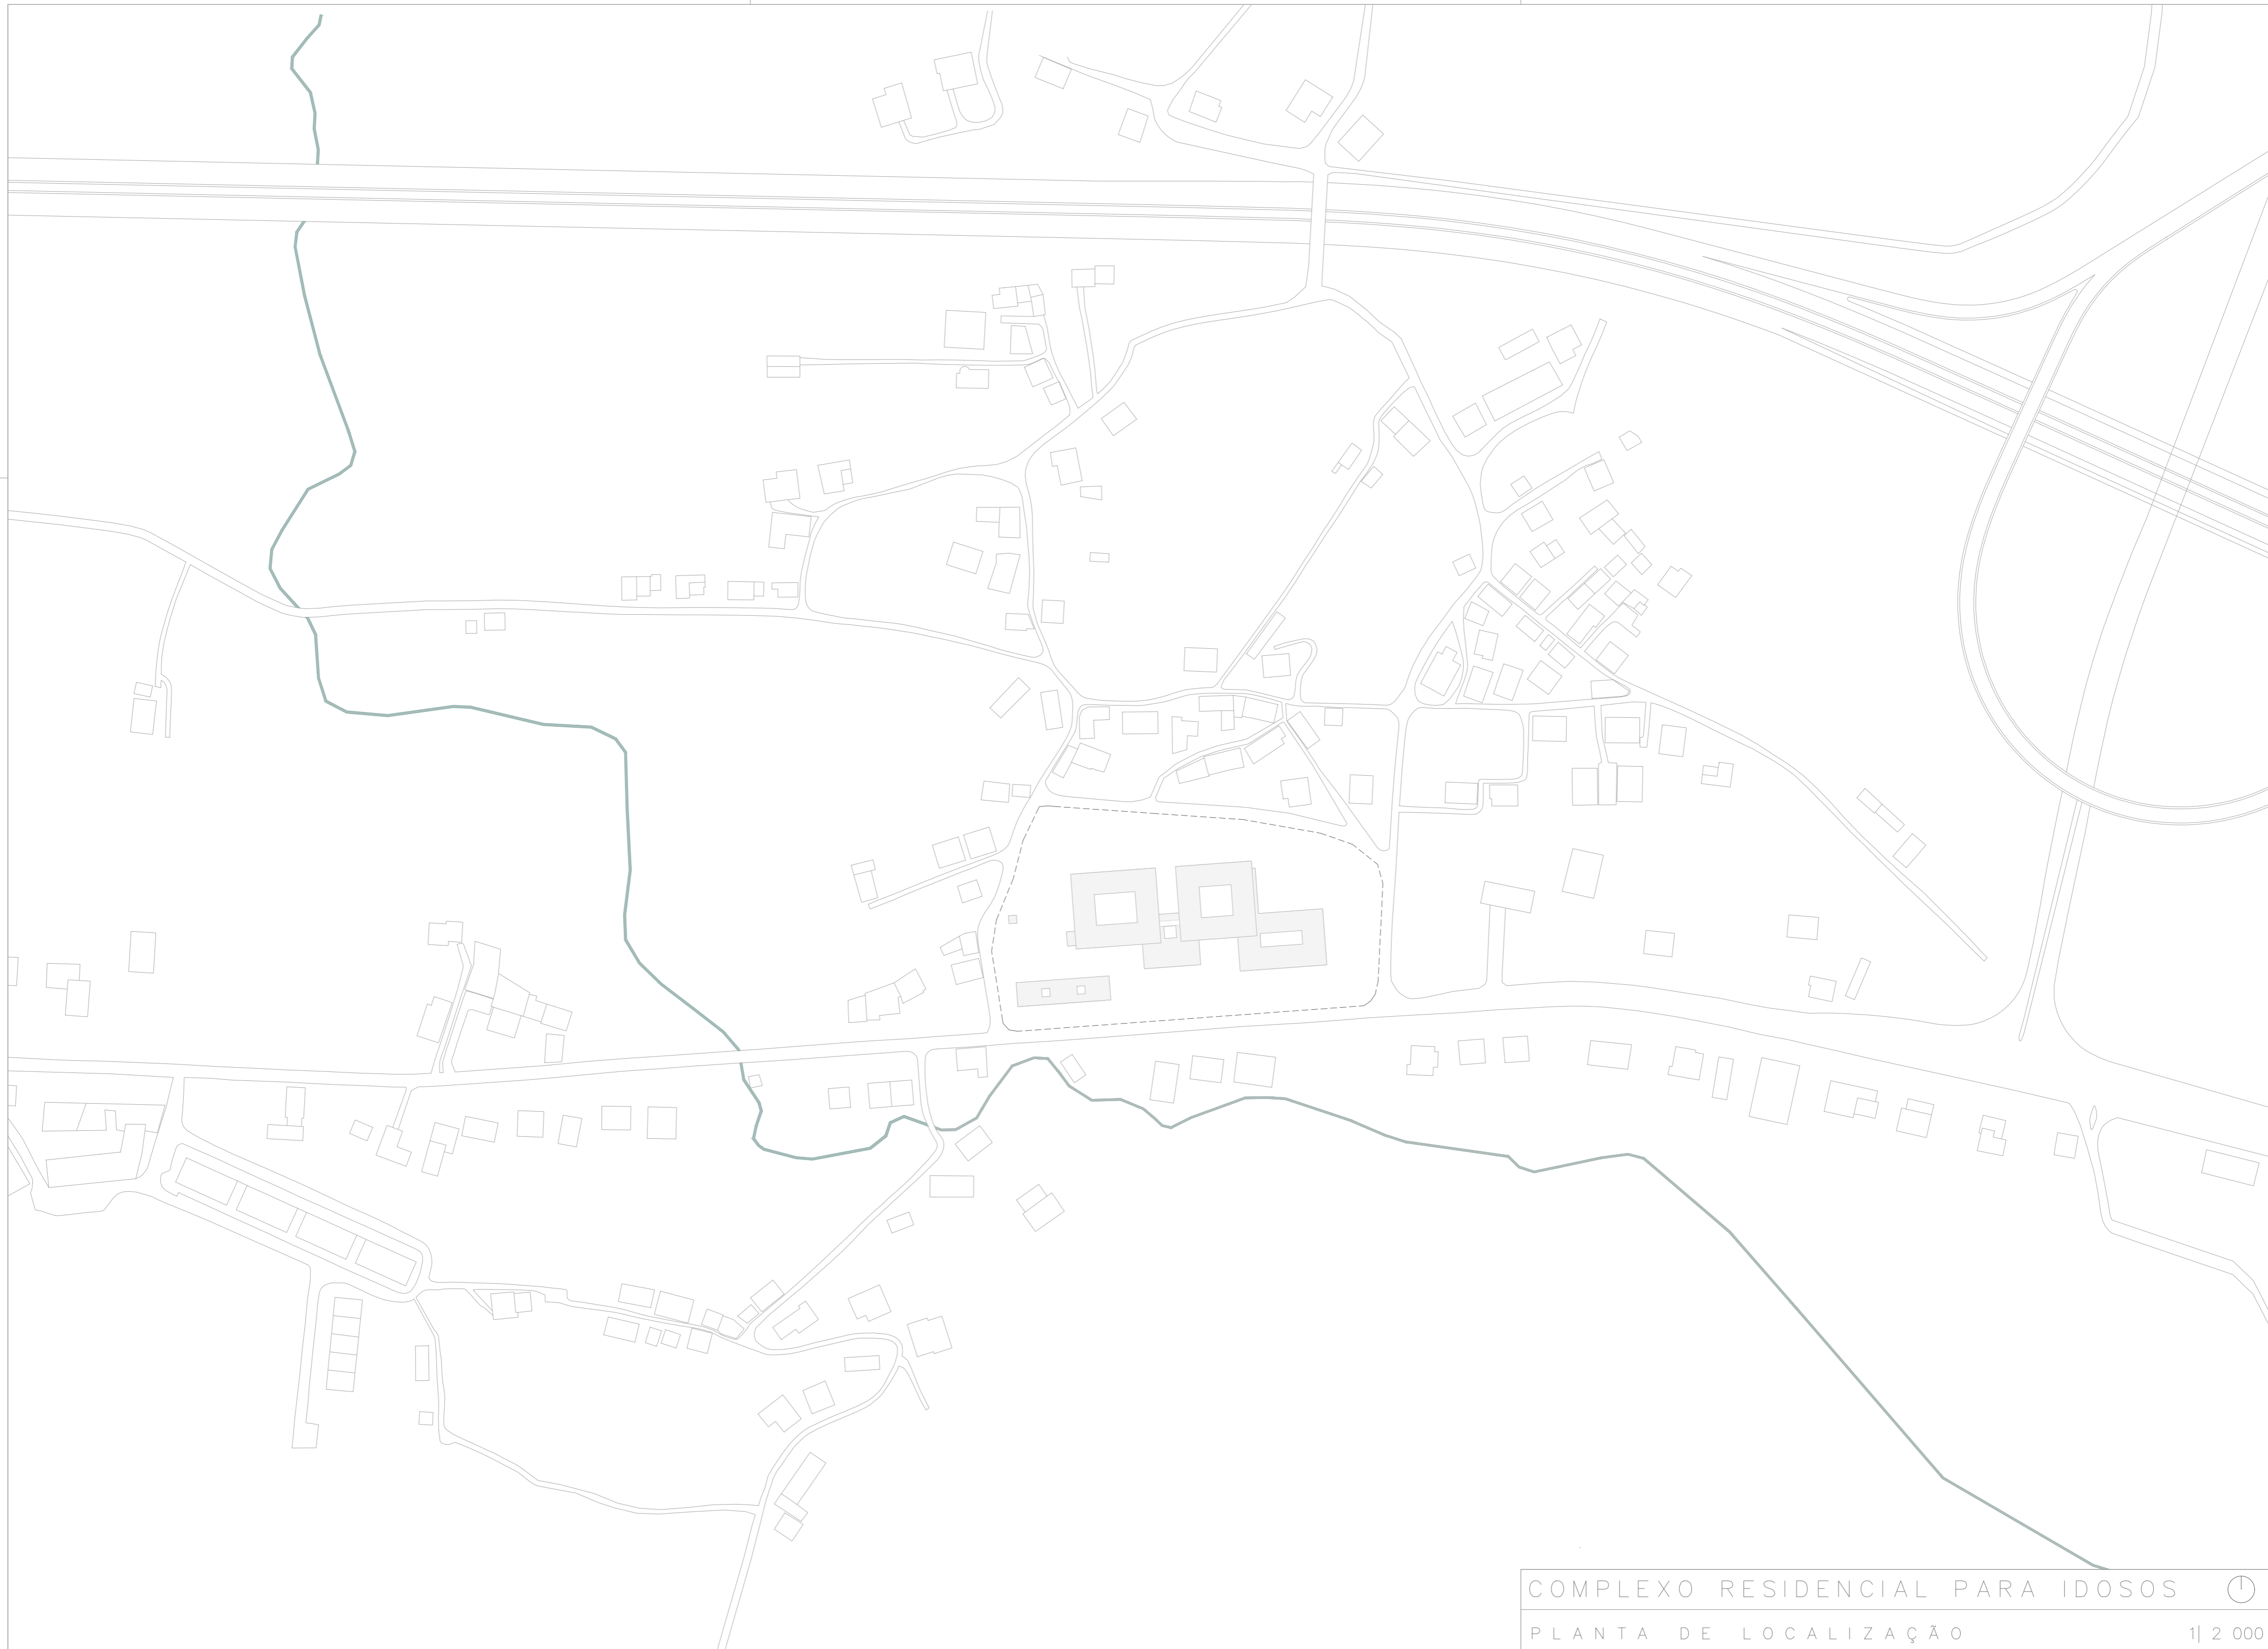 COMPLEXO RESIDENCIAL PARA IDOSOS
PLANTA DE LOCALIZAÇÃO 1| 2 000